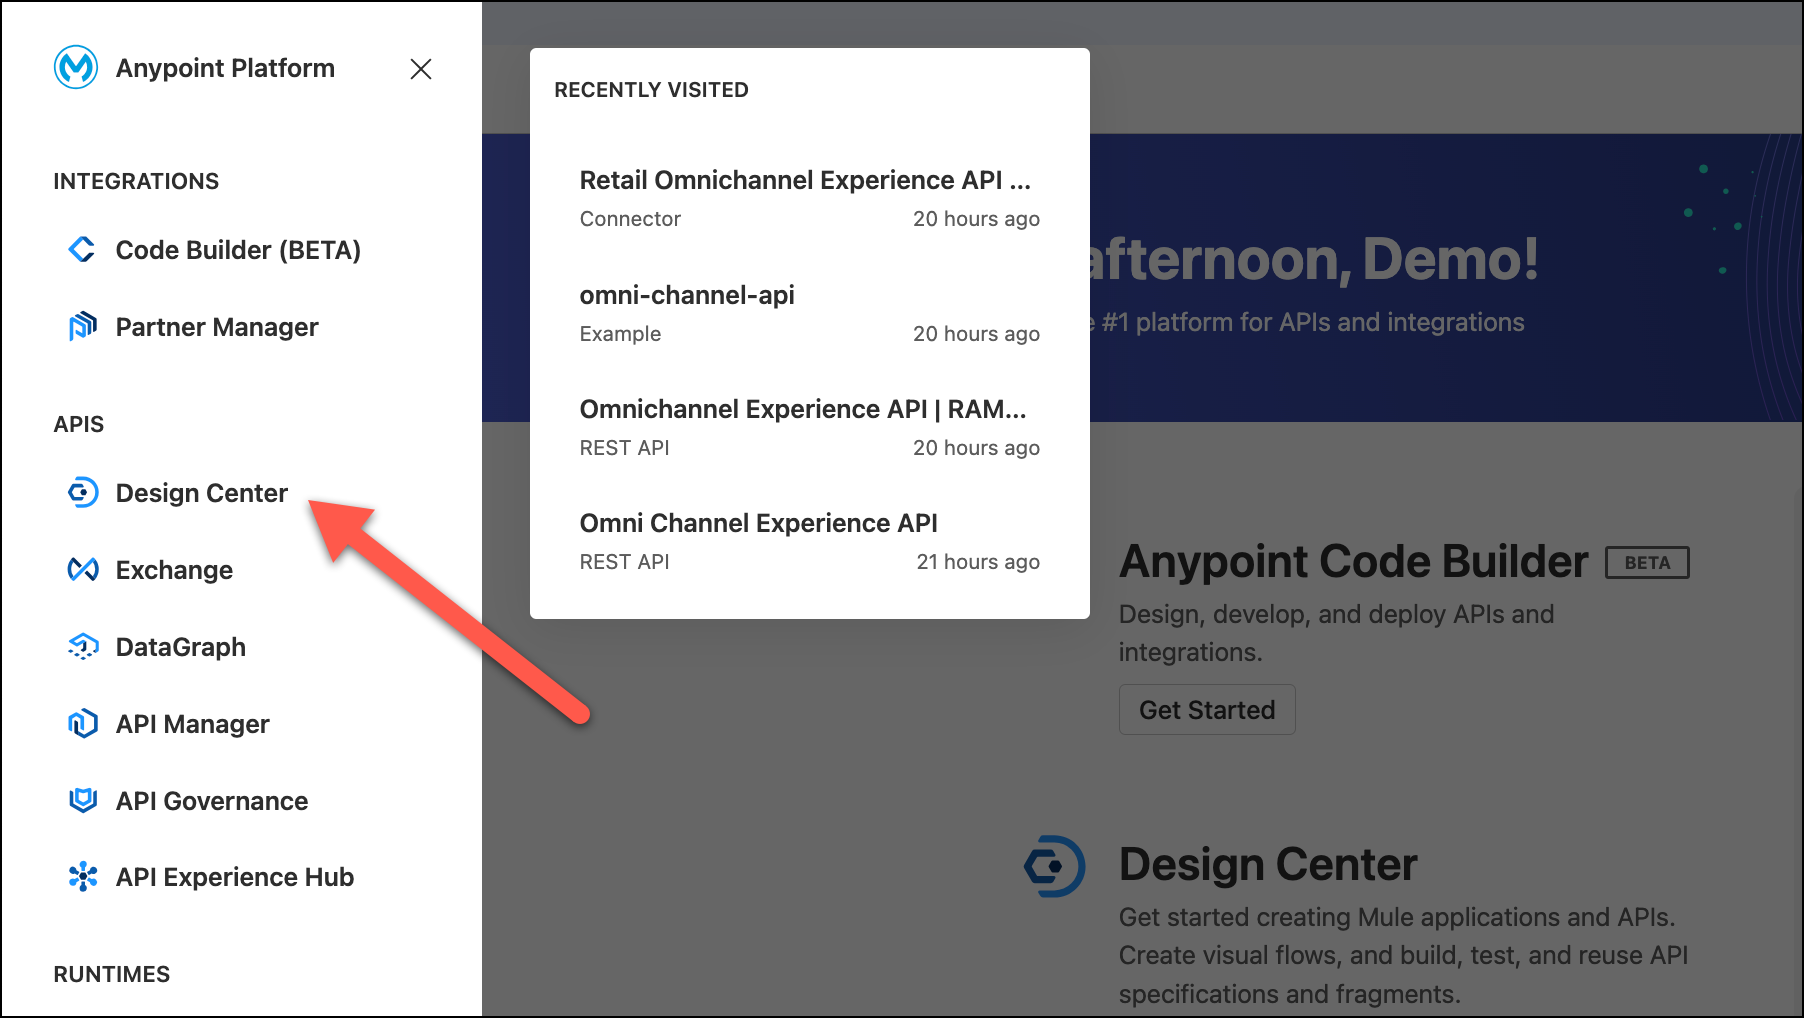 Anypoint Platform
INTEGRATIONS
Code Builder (BETA)
Partner Manager
APIS
Design Center
Exchange
DataGraph
API Manager
API Governance
API Experience Hub
RUNTIMES
RECENTLY VISITED
Retail Omnichannel Experience API ...
Connector 20 hours ago
omni-channel-api
Example 20 hours ago
Omnichannel Experience API | RAM...
REST API 20 hours ago
Omni Channel Experience API
REST API 21 hours ago
afternoon, Demo!
#1 platform for APIs and integrations
Anypoint Code Builder BETA
Design, develop, and deploy APIs and
integrations.
Get Started
Design Center
Get started creating Mule applications and APIs.
Create visual flows, and build, test, and reuse API
specifications and fragments.